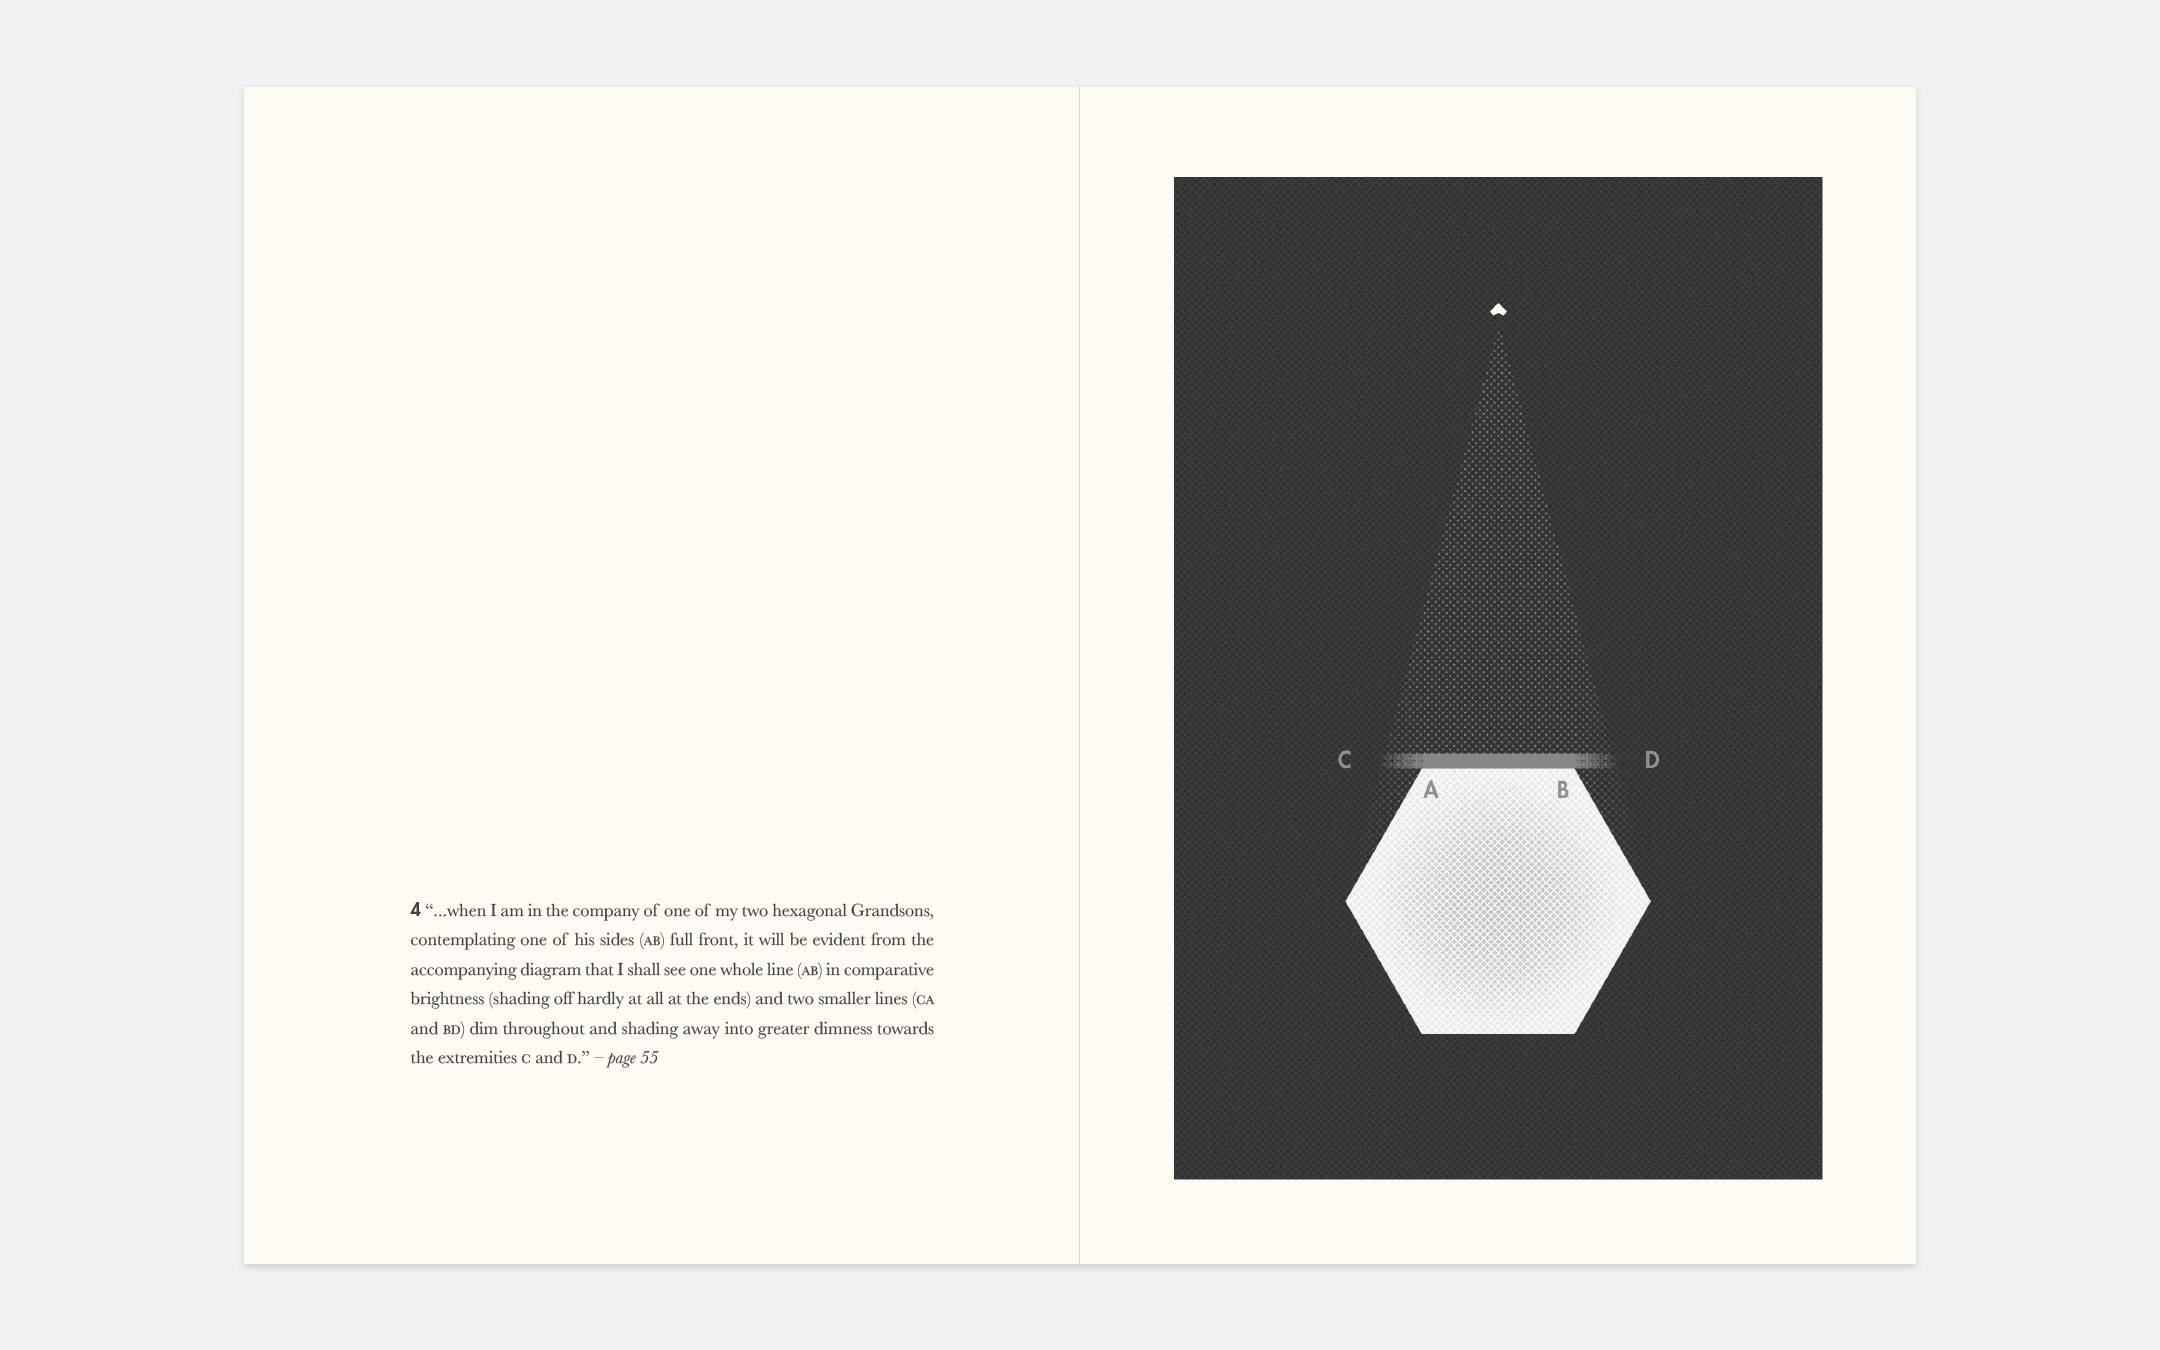 4 “...when I am in the company of one of my two hexagonal Grandsons,
contemplating one of his sides (AB) full front, it will be evident from the
accompanying diagram that I shall see one whole line (AB) in comparative
brightness (shading off hardly at all at the ends) and two smaller lines (CA
and BD) dim throughout and shading away into greater dimness towards
the extremities C and D.” – page 55
C D
A B